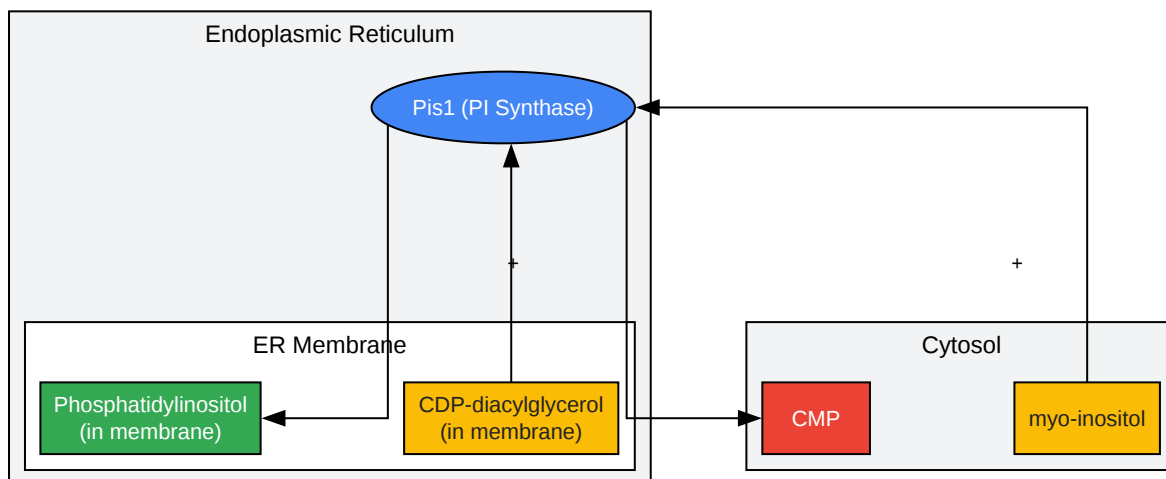 Endoplasmic Reticulum
Pis1 (PI Synthase)
+
+
ER Membrane
Cytosol
Phosphatidylinositol
(in membrane)
CDP-diacylglycerol
(in membrane)
CMP
myo-inositol